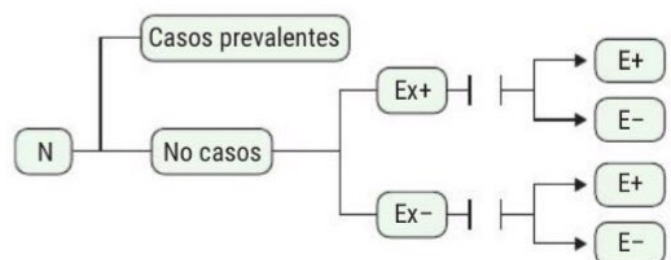 Casos prevalentes
N
No casos
Ex+
E+
E−
Ex−
E+
E−